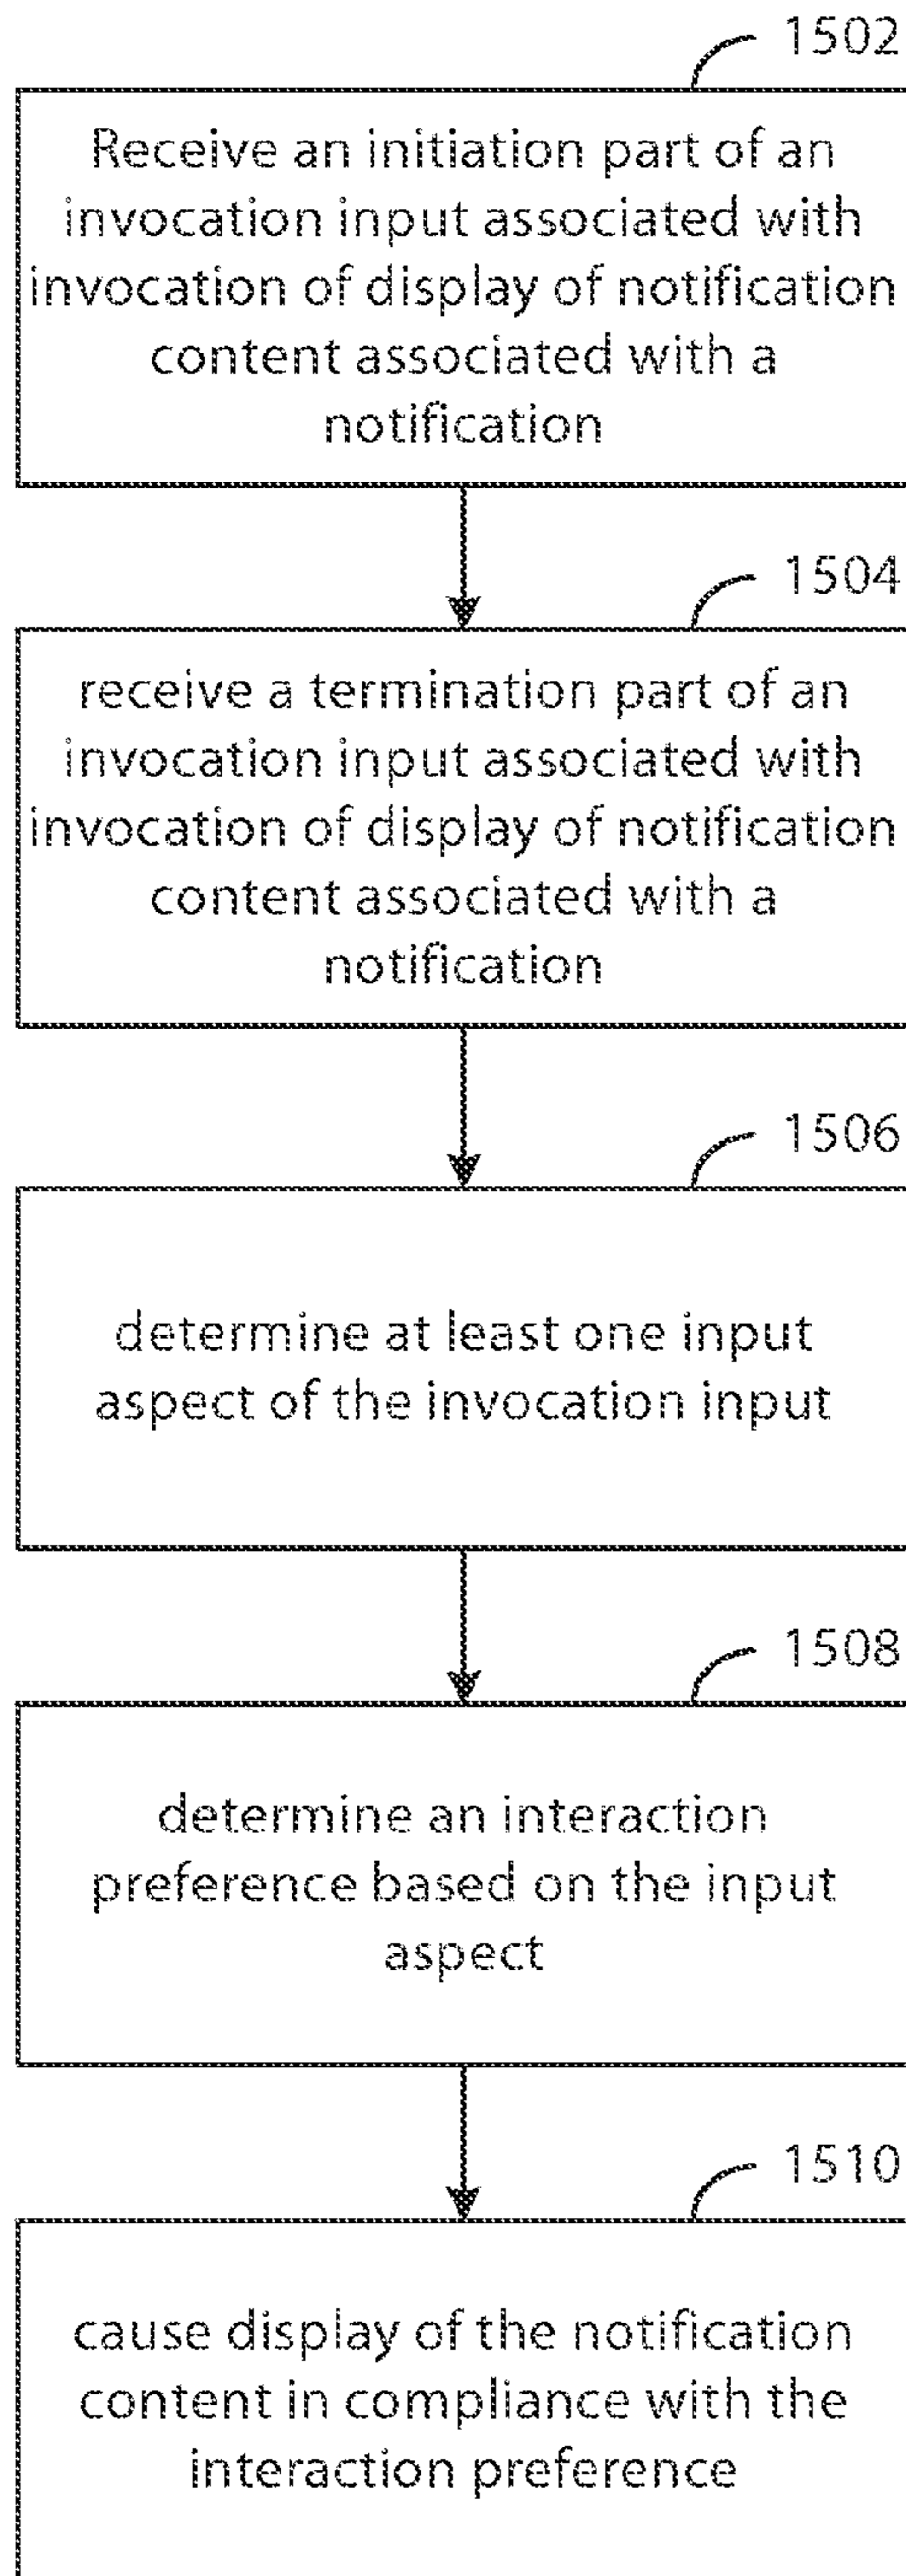 1502
Receive an initiation part of an
invocation input associated with
invocation of display of notification
content associated with a
notification
1504
receive a termination part of an
invocation input associated with
invocation of display of notification
content associated with a
notification
1506
determine at least one input
aspect of the invocation input
1508
determine an interaction
preference based on the input
aspect
1510
cause display of the notification
content in compliance with the
interaction preference